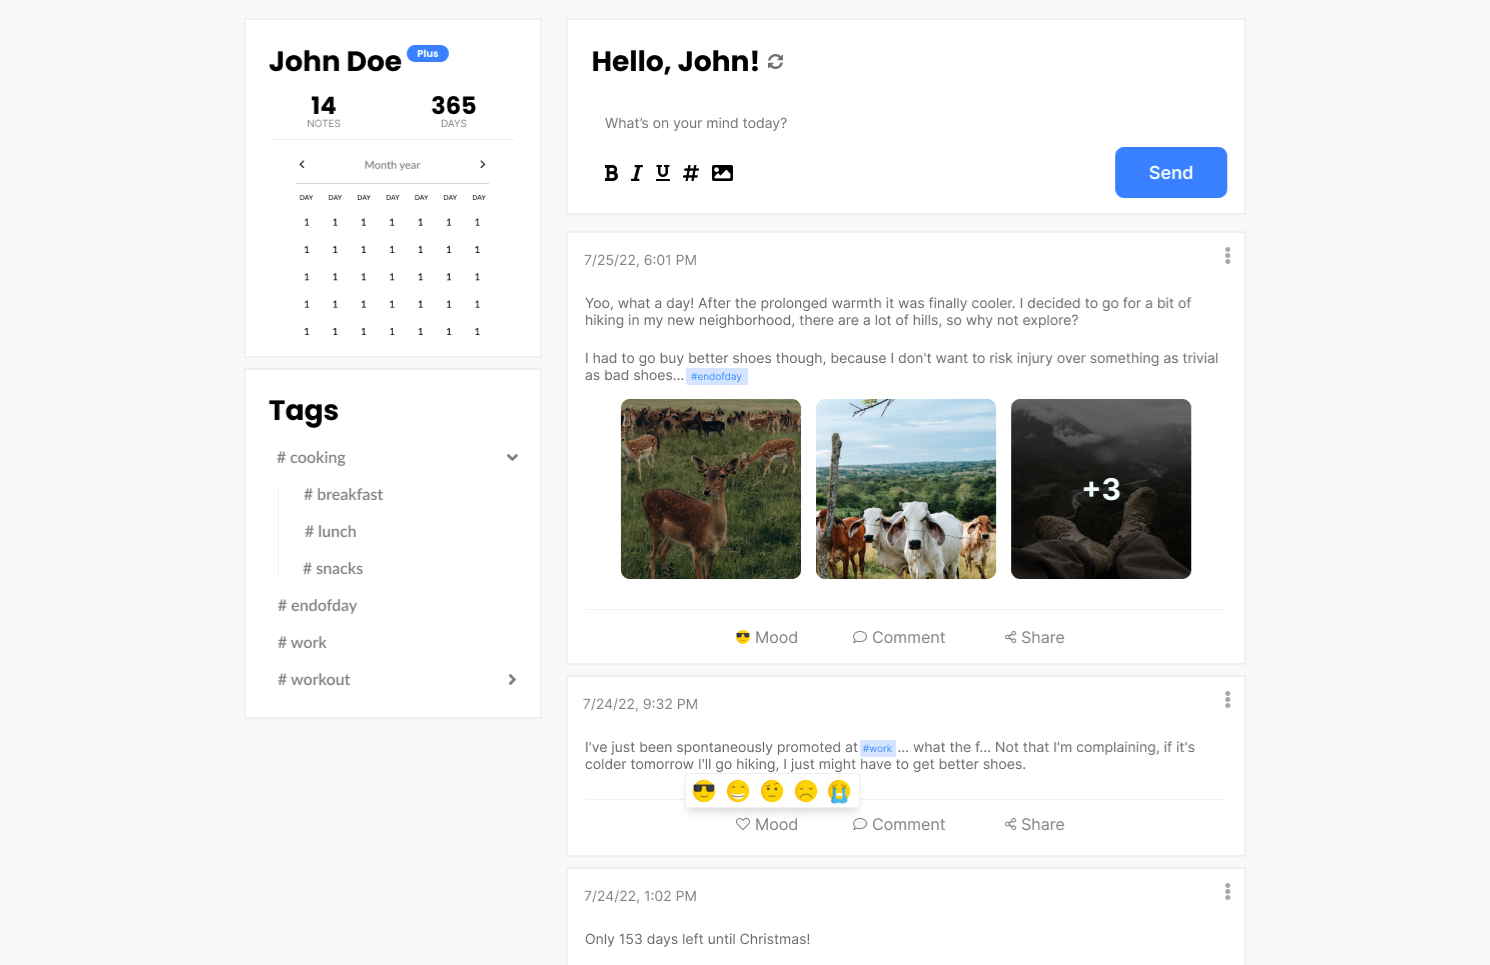 John Doe Plus
14 365
NOTES DAYS
Month year
DAY DAY DAY DAY DAY DAY DAY
1 1 1 1 1 1 1
1 1 1 1 1 1 1
1 1 1 1 1 1 1
1 1 1 1 1 1 1
1 1 1 1 1 1 1
Tags
# cooking
# breakfast
# lunch
# snacks
# endofday
# work
# workout
Hello, John!
What's on your mind today?
B I U #
Send
7/25/22, 6:01 PM
Yoo, what a day! After the prolonged warmth it was finally cooler. I decided to go for a bit of
hiking in my new neighborhood, there are a lot of hills, so why not explore?
I had to go buy better shoes though, because I don't want to risk injury over something as trivial
as bad shoes... #endofday
+3
Mood Comment Share
7/24/22, 9:32 PM
I've just been spontaneously promoted at #work ... what the f... Not that I'm complaining, if it's
colder tomorrow I'll go hiking, I just might have to get better shoes.
Mood Comment Share
7/24/22, 1:02 PM
Only 153 days left until Christmas!